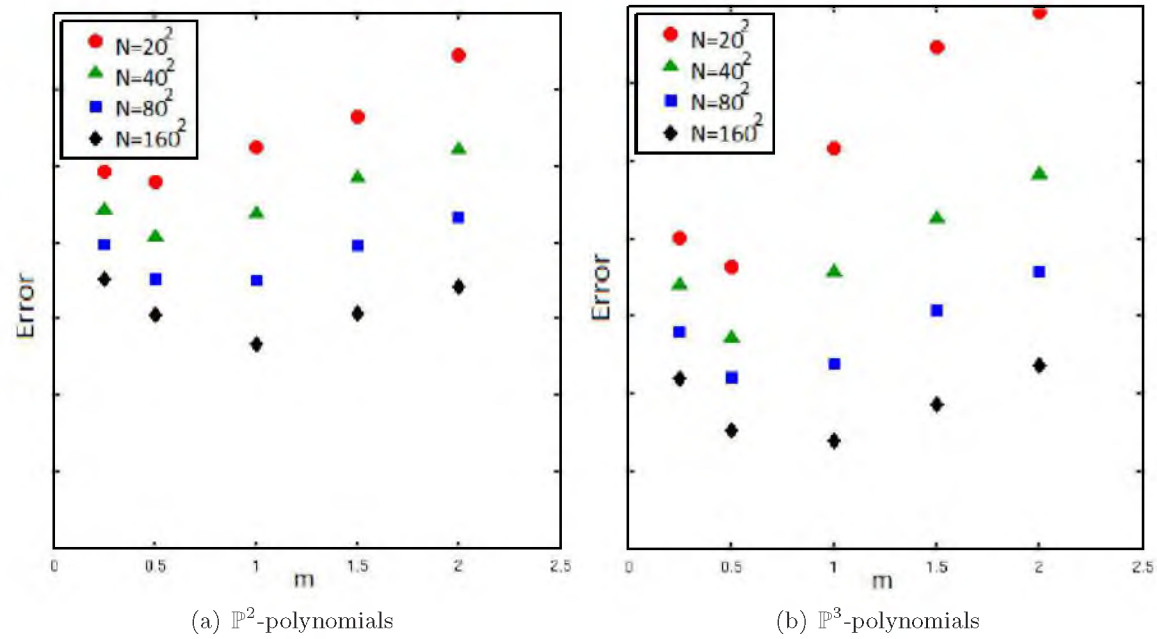 N=20²
N=40²
N=80²
N=160²
Error
0 0.5 1 1.5 2 2.5
m
(a) ℙ²-polynomials
N=20²
N=40²
N=80²
N=160²
Error
0 0.5 1 1.5 2 2.5
m
(b) ℙ³-polynomials